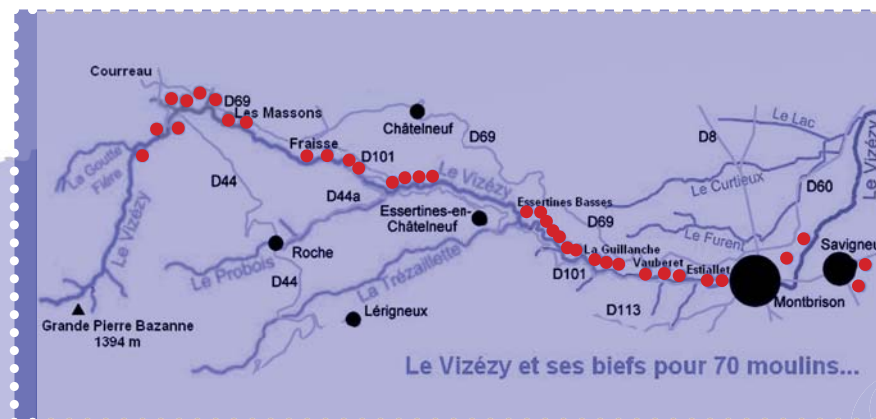 Courreau
D69
Les Massons
Châtelneuf
D69
Fraisse
D101
La Goutte
Fière
Le Vizézy
D44
D44a
Le Vizézy
Essertines-en-
Châtelneuf
Essertines Basses
D69
La Guillanche
D101
Vauberet
Estiallet
D113
Roche
Le Probois
D44
La Trézaillette
Lérigneux
Grande Pierre Bazanne
1394 m
Le Lac
D8
Le Curtieux
D60
Le Vizézy
Le Furen
Savigneu
Montbrison
Le Vizézy et ses biefs pour 70 moulins...